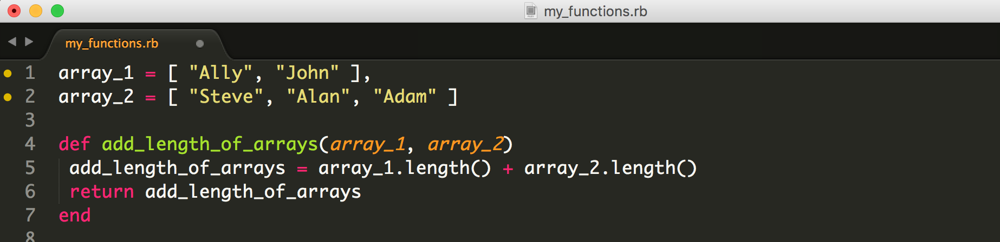 my_functions.rb
my_functions.rb
1 array_1 = [ "Ally", "John" ],
2 array_2 = [ "Steve", "Alan", "Adam" ]
3
4 def add_length_of_arrays(array_1, array_2)
5 add_length_of_arrays = array_1.length() + array_2.length()
6 return add_length_of_arrays
7 end
8